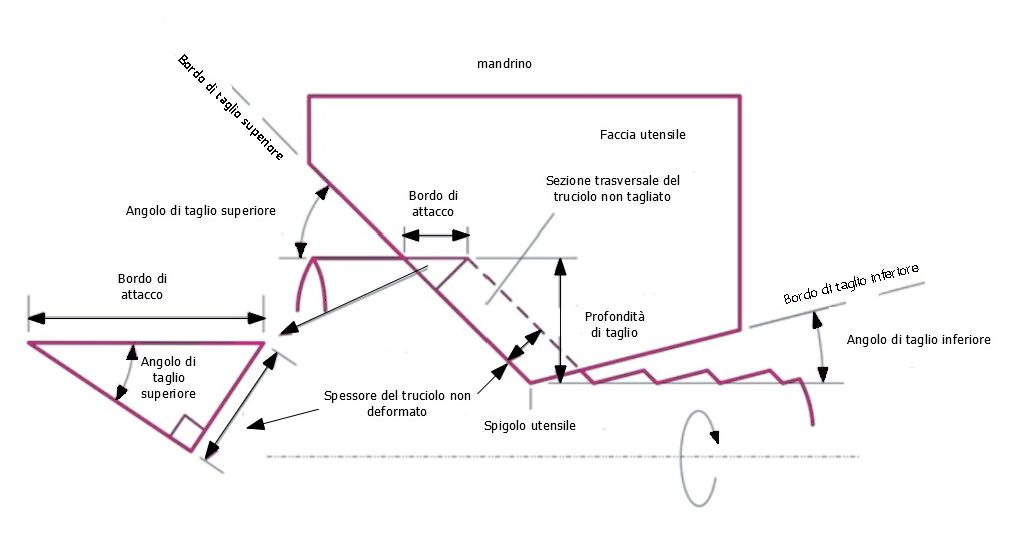 mandrino
Bordo di taglio superiore
Faccia utensile
Sezione trasversale del
truciolo non tagliato
Bordo di
attacco
Angolo di taglio superiore
Bordo di taglio inferiore
Bordo di
attacco
Profondità
di taglio
Angolo di taglio inferiore
Angolo di
taglio
superiore
Spessore del truciolo non
deformato
Spigolo utensile